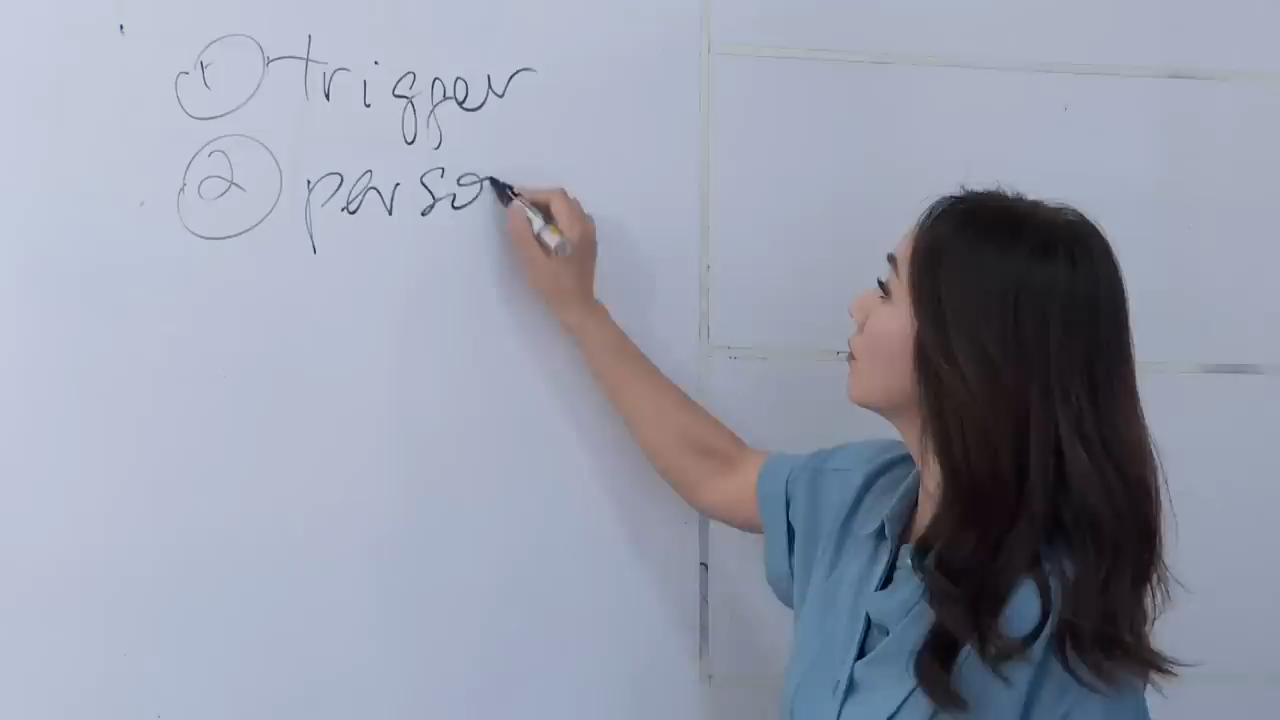 ① trigger
② perso